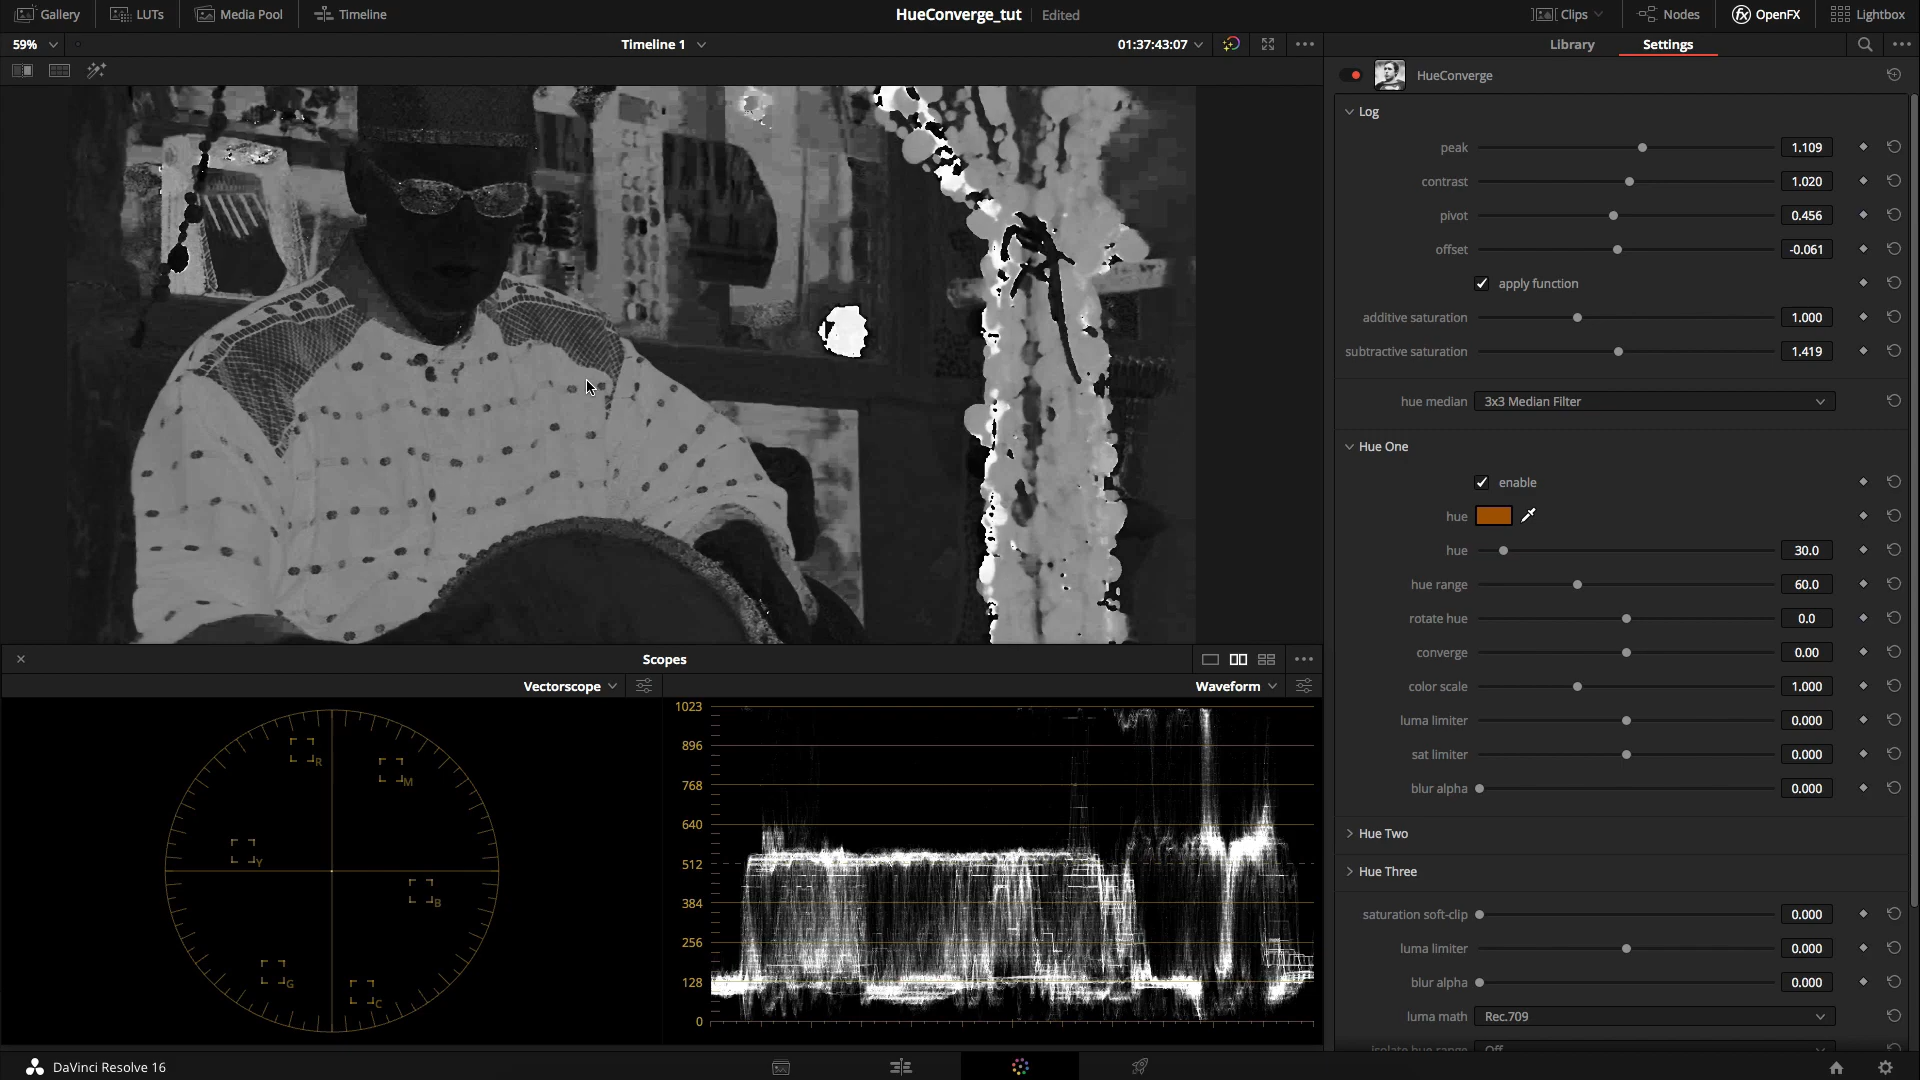 Gallery LUTs Media Pool Timeline HueConverge_tut Edited Clips Nodes fx OpenFX Lightbox
59% Timeline 1 01:37:43:07 Library Settings
HueConverge
Log
peak 1.109
contrast 1.020
pivot 0.456
offset -0.061
apply function
additive saturation 1.000
subtractive saturation 1.419
hue median 3x3 Median Filter
Hue One
enable
hue
hue 30.0
hue range 60.0
rotate hue 0.0
converge 0.00
color scale 1.000
luma limiter 0.000
sat limiter 0.000
blur alpha 0.000
Hue Two
Hue Three
saturation soft-clip 0.000
luma limiter 0.000
blur alpha 0.000
luma math Rec.709
isolate hue range Off
Scopes
Vectorscope Waveform
R
M
Y
B
G
C
1023
896
768
640
512
384
256
128
0
DaVinci Resolve 16